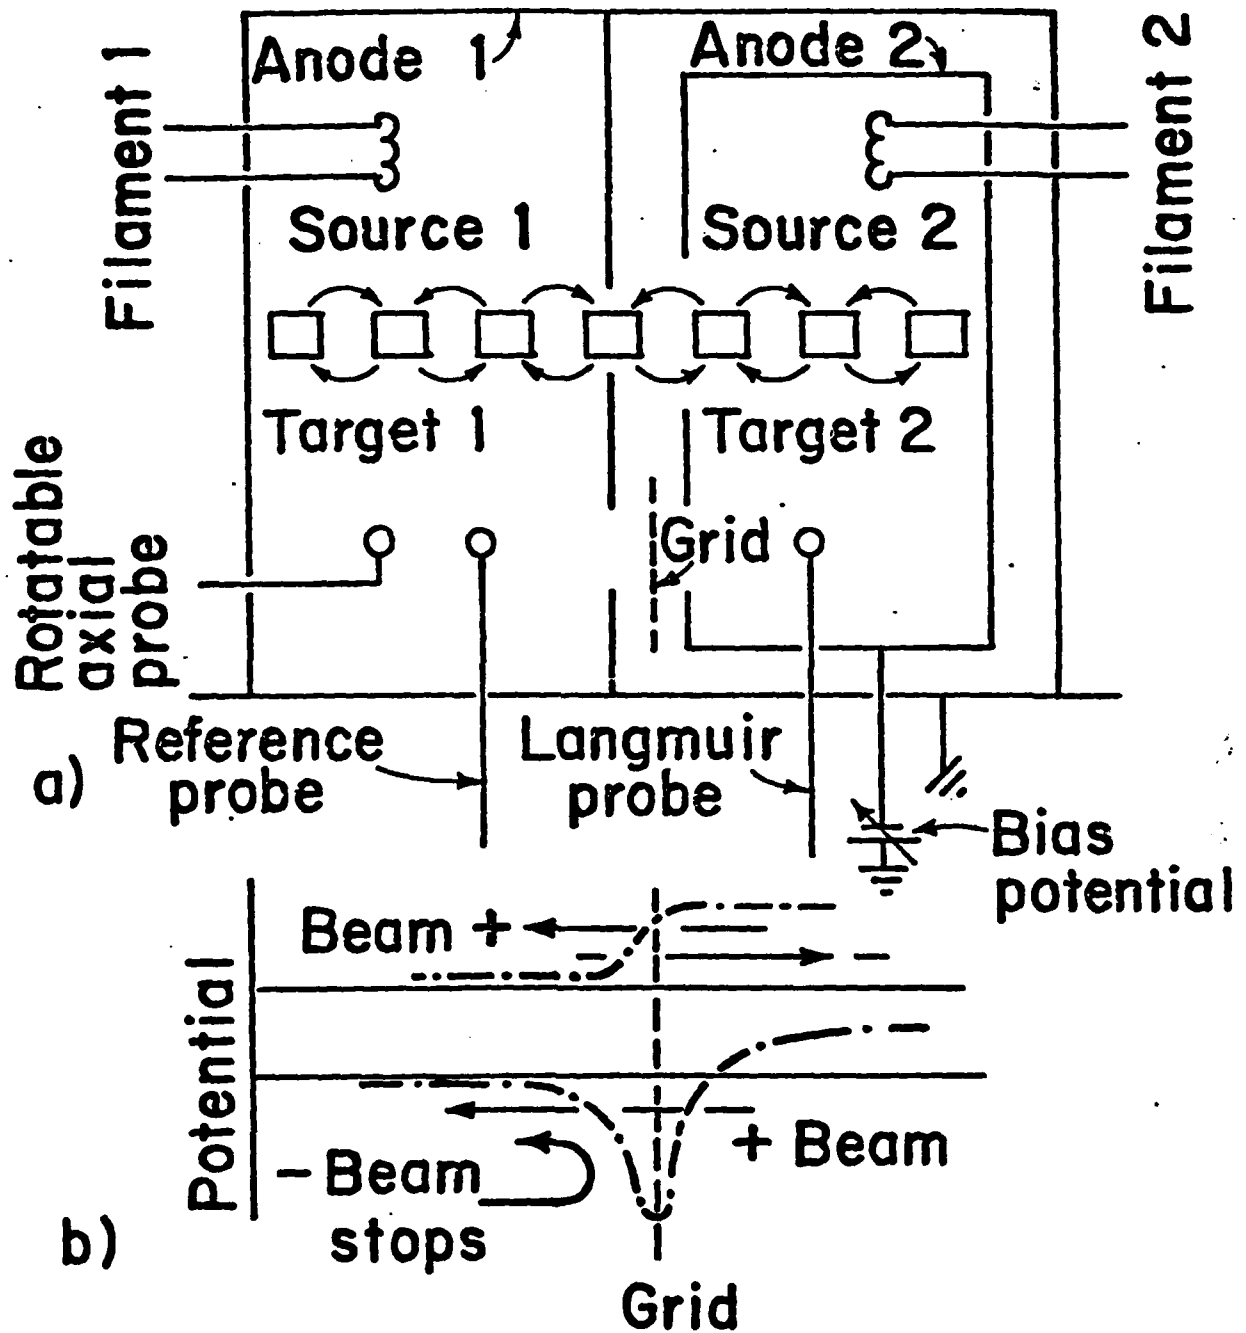 Anode 1
Anode 2
Filament 1
Filament 2
Source 1
Source 2
Target 1
Target 2
Rotatable
axial
probe
Grid
a)
Reference
probe
Langmuir
probe
Bias
potential
Beam +
Potential
+ Beam
− Beam
stops
b)
Grid